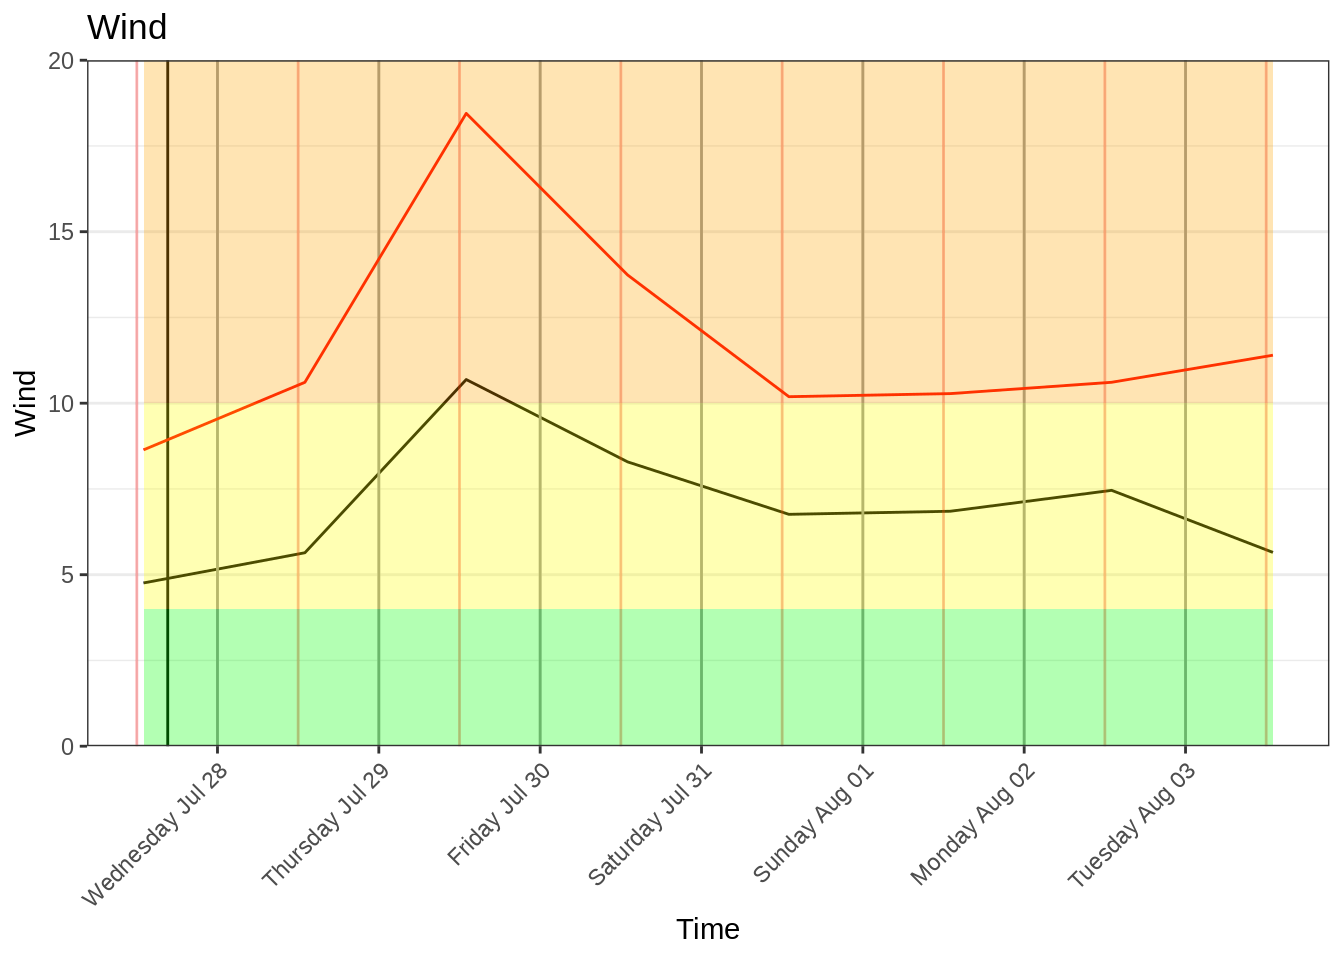 Wind
20
15
10
5
0
Wind
Wednesday Jul 28
Thursday Jul 29
Friday Jul 30
Saturday Jul 31
Sunday Aug 01
Monday Aug 02
Tuesday Aug 03
Time